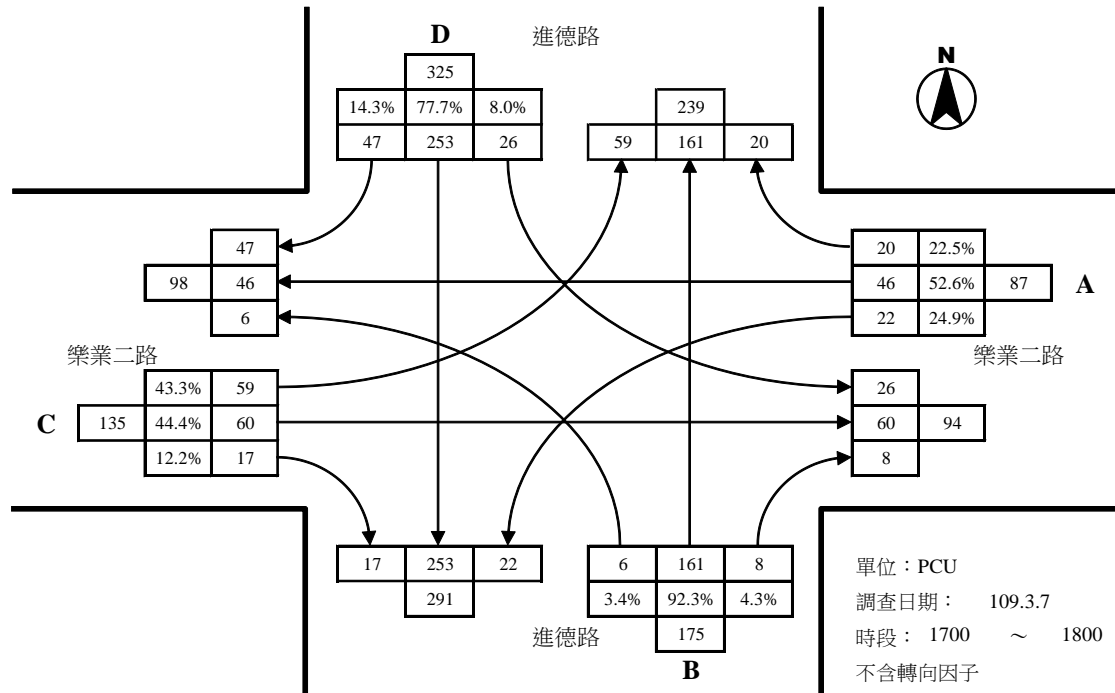 D
進德路
N
325
14.3% 77.7% 8.0%
47 253 26
239
59 161 20
47
98 46
6
樂業二路
20 22.5%
46 52.6% 87
22 24.9%
A
樂業二路
C
43.3% 59
135 44.4% 60
12.2% 17
26
60 94
8
17 253 22
291
進德路
6 161 8
3.4% 92.3% 4.3%
175
B
單位：PCU
調查日期： 109.3.7
時段： 1700 ～ 1800
不含轉向因子